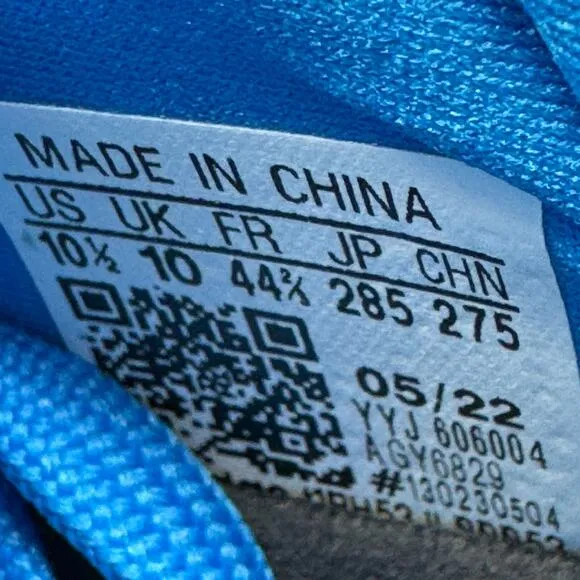 MADE IN CHINA
US UK FR JP CHN
10½ 10 44⅔ 285 275
05/22
YYJ 606004
AGY6829
#130230504